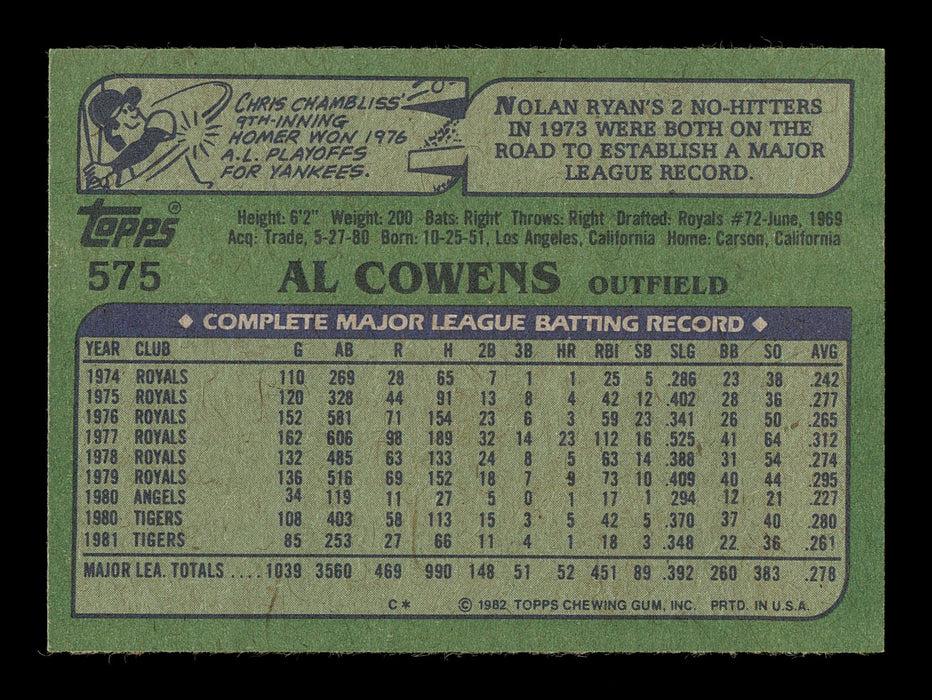 CHRIS CHAMBLISS'
9TH-INNING
HOMER WON 1976
A.L. PLAYOFFS
FOR YANKEES.
NOLAN RYAN'S 2 NO-HITTERS
IN 1973 WERE BOTH ON THE
ROAD TO ESTABLISH A MAJOR
LEAGUE RECORD.
TOPPS®
Height: 6'2" Weight: 200 Bats: Right Throws: Right Drafted: Royals #72-June, 1969
Acq: Trade, 5-27-80 Born: 10-25-51, Los Angeles, California Home: Carson, California
575 AL COWENS OUTFIELD
◆ COMPLETE MAJOR LEAGUE BATTING RECORD ◆
YEAR CLUB G AB R H 2B 3B HR RBI SB SLG BB SO AVG
1974 ROYALS 110 269 28 65 7 1 1 25 5 .286 23 38 .242
1975 ROYALS 120 328 44 91 13 8 4 42 12 .402 28 36 .277
1976 ROYALS 152 581 71 154 23 6 3 59 23 .341 26 50 .265
1977 ROYALS 162 606 98 189 32 14 23 112 16 .525 41 64 .312
1978 ROYALS 132 485 63 133 24 8 5 63 14 .388 31 54 .274
1979 ROYALS 136 516 69 152 18 7 9 73 10 .409 40 44 .295
1980 ANGELS 34 119 11 27 5 0 1 17 1 .294 12 21 .227
1980 TIGERS 108 403 58 113 15 3 5 42 5 .370 37 40 .280
1981 TIGERS 85 253 27 66 11 4 1 18 3 .348 22 36 .261
MAJOR LEA. TOTALS .... 1039 3560 469 990 148 51 52 451 89 .392 260 383 .278
C* © 1982 TOPPS CHEWING GUM, INC. PRTD. IN U.S.A.